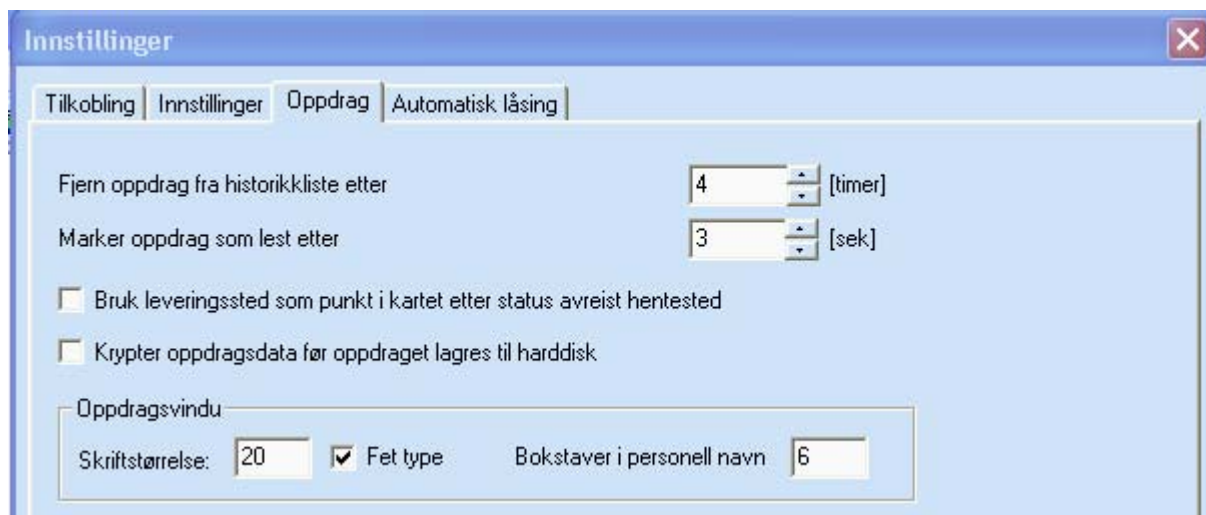 Innstillinger
Tilkobling Innstillinger Oppdrag Automatisk låsing
Fjern oppdrag fra historikkliste etter 4 [timer]
Marker oppdrag som lest etter 3 [sek]
Bruk leveringssted som punkt i kartet etter status avreist hentested
Krypter oppdragsdata før oppdraget lagres til harddisk
Oppdragsvindu
Skriftstørrelse: 20 Fet type Bokstaver i personell navn 6